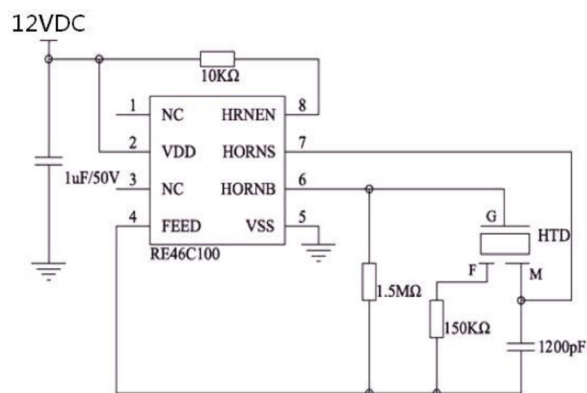 12VDC
10KΩ
1 NC HRNEN 8
2 VDD HORNS 7
1uF/50V
3 NC HORNB 6
4 FEED VSS 5
RE46C100
G
HTD
F M
1.5MΩ
150KΩ
1200pF